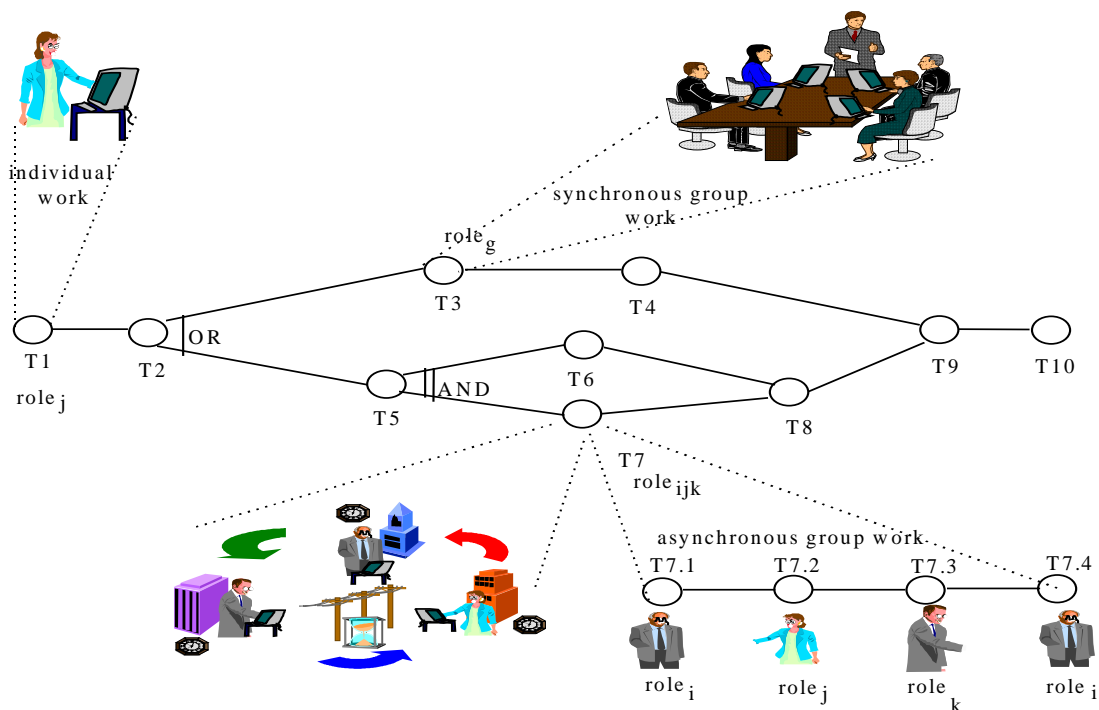 individual
work
synchronous group
work
role g
T3
T4
T1
role j
T2
OR
T5
AND
T6
T8
T9
T10
T7
role ijk
asynchronous group work
T7.1
T7.2
T7.3
T7.4
role i
role j
role k
role i